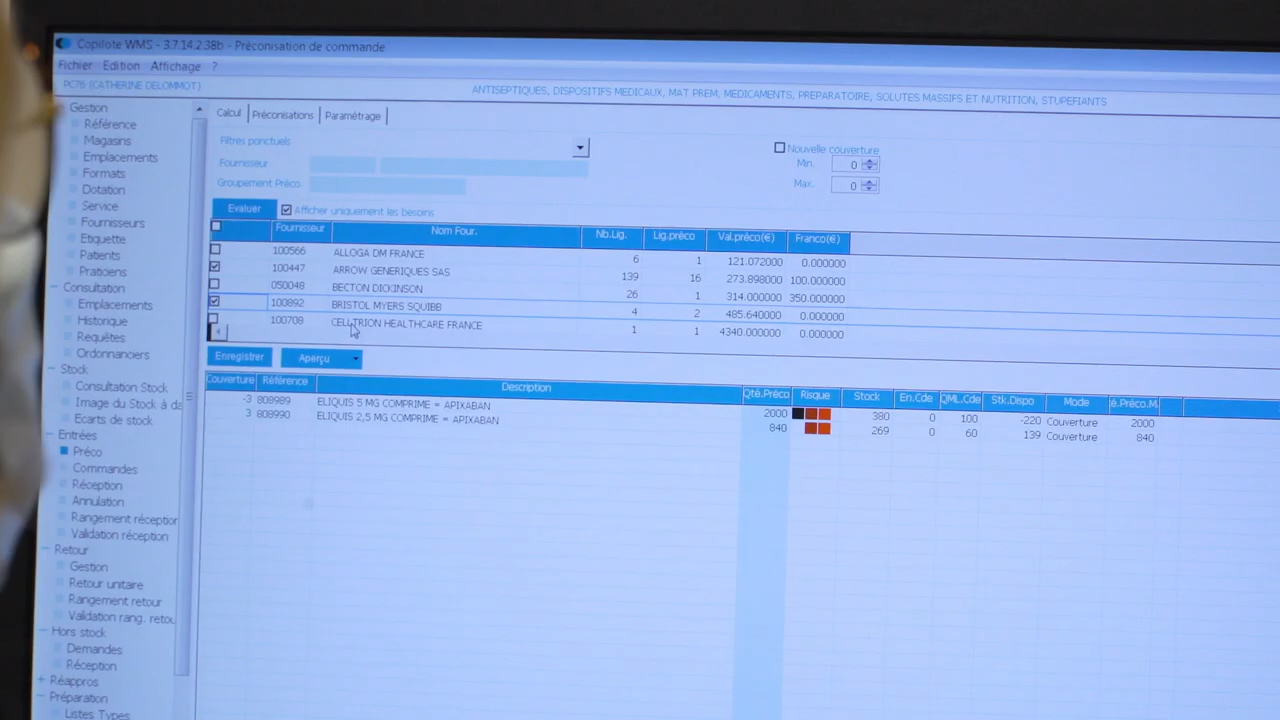 Copilote WMS - 3.7.14.2.38b - Préconisation de commande
Fichier Edition Affichage ?
PC76 (CATHERINE DELOMMOT)
ANTISEPTIQUES, DISPOSITIFS MEDICAUX, MAT PREM, MEDICAMENTS, PREPARATOIRE, SOLUTES MASSIFS ET NUTRITION, STUPEFIANTS
Gestion
Référence
Magasins
Emplacements
Formats
Dotation
Service
Fournisseurs
Etiquette
Patients
Praticiens
Consultation
Emplacements
Historique
Requêtes
Ordonnanciers
Stock
Consultation Stock
Image du Stock à da
Ecarts de stock
Entrées
Préco
Commandes
Réception
Annulation
Rangement réception
Validation réception
Retour
Gestion
Retour unitaire
Rangement retour
Validation rang. retou
Hors stock
Demandes
Réception
Réappros
Préparation
Listes Types
Calcul Préconisations Paramétrage
Filtres ponctuels
Fournisseur
Groupement Préco.
Nouvelle couverture
Min. 0
Max. 0
Evaluer Afficher uniquement les besoins
Fournisseur Nom Four. Nb.Lig. Lig.préco Val.préco(€) Franco(€)
100566 ALLOGA DM FRANCE 6 1 121.072000 0.000000
100447 ARROW GENERIQUES SAS 139 16 273.898000 100.000000
050048 BECTON DICKINSON 26 1 314.000000 350.000000
100892 BRISTOL MYERS SQUIBB 4 2 485.640000 0.000000
100708 CELLTRION HEALTHCARE FRANCE 1 1 4340.000000 0.000000
Enregistrer Aperçu
Couverture Référence Description Qté.Préco Risque Stock En.Cde QML.Cde Stk.Dispo Mode é.Préco.M
-3 808989 ELIQUIS 5 MG COMPRIME = APIXABAN 2000 380 0 100 -220 Couverture 2000
3 808990 ELIQUIS 2,5 MG COMPRIME = APIXABAN 840 269 0 60 139 Couverture 840